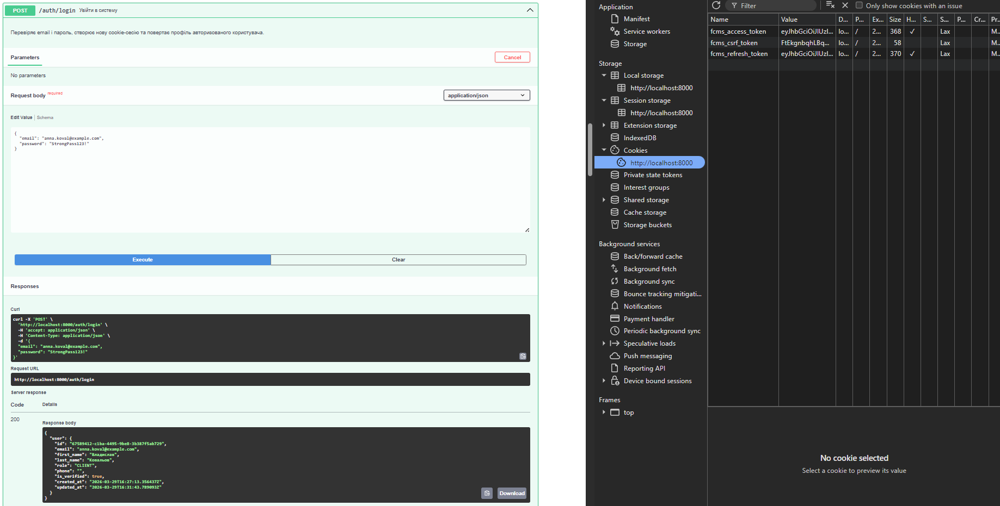 POST /auth/login Увійти в систему
Перевіряє email і пароль, створює нову cookie-сесію та повертає профіль авторизованого користувача.
Parameters
Cancel
No parameters
Request body required
application/json
Edit Value | Schema
{
"email": "anna.koval@example.com",
"password": "StrongPass123!"
}
Execute
Clear
Responses
Curl
curl -X 'POST' \
'http://localhost:8000/auth/login' \
-H 'accept: application/json' \
-H 'Content-Type: application/json' \
-d '{
"email": "anna.koval@example.com",
"password": "StrongPass123!"
}'
Request URL
http://localhost:8000/auth/login
Server response
Code Details
200
Response body
{
"user": {
"id": "67589412-c1ba-4495-9be8-3b387f5ab729",
"email": "anna.koval@example.com",
"first_name": "Владислав",
"last_name": "Ковальов",
"role": "CLIENT",
"phone": "",
"is_verified": true,
"created_at": "2026-03-29T16:27:13.356437Z",
"updated_at": "2026-03-29T16:31:43.789093Z"
}
}
Download
Application
Manifest
Service workers
Storage
Storage
Local storage
http://localhost:8000
Session storage
http://localhost:8000
Extension storage
IndexedDB
Cookies
http://localhost:8000
Private state tokens
Interest groups
Shared storage
Cache storage
Storage buckets
Background services
Back/forward cache
Background fetch
Background sync
Bounce tracking mitigati...
Notifications
Payment handler
Periodic background sync
Speculative loads
Push messaging
Reporting API
Device bound sessions
Frames
top
Filter
Only show cookies with an issue
Name Value D... P... Ex... Size H... S... S... P... Cr... Pr...
fcms_access_token eyJhbGciOiJIUzI... lo... / 2... 368 ✓ Lax M...
fcms_csrf_token FtEkgnbqhLBq... lo... / 2... 58 Lax M...
fcms_refresh_token eyJhbGciOiJIUzI... lo... / 2... 370 ✓ Lax M...
No cookie selected
Select a cookie to preview its value